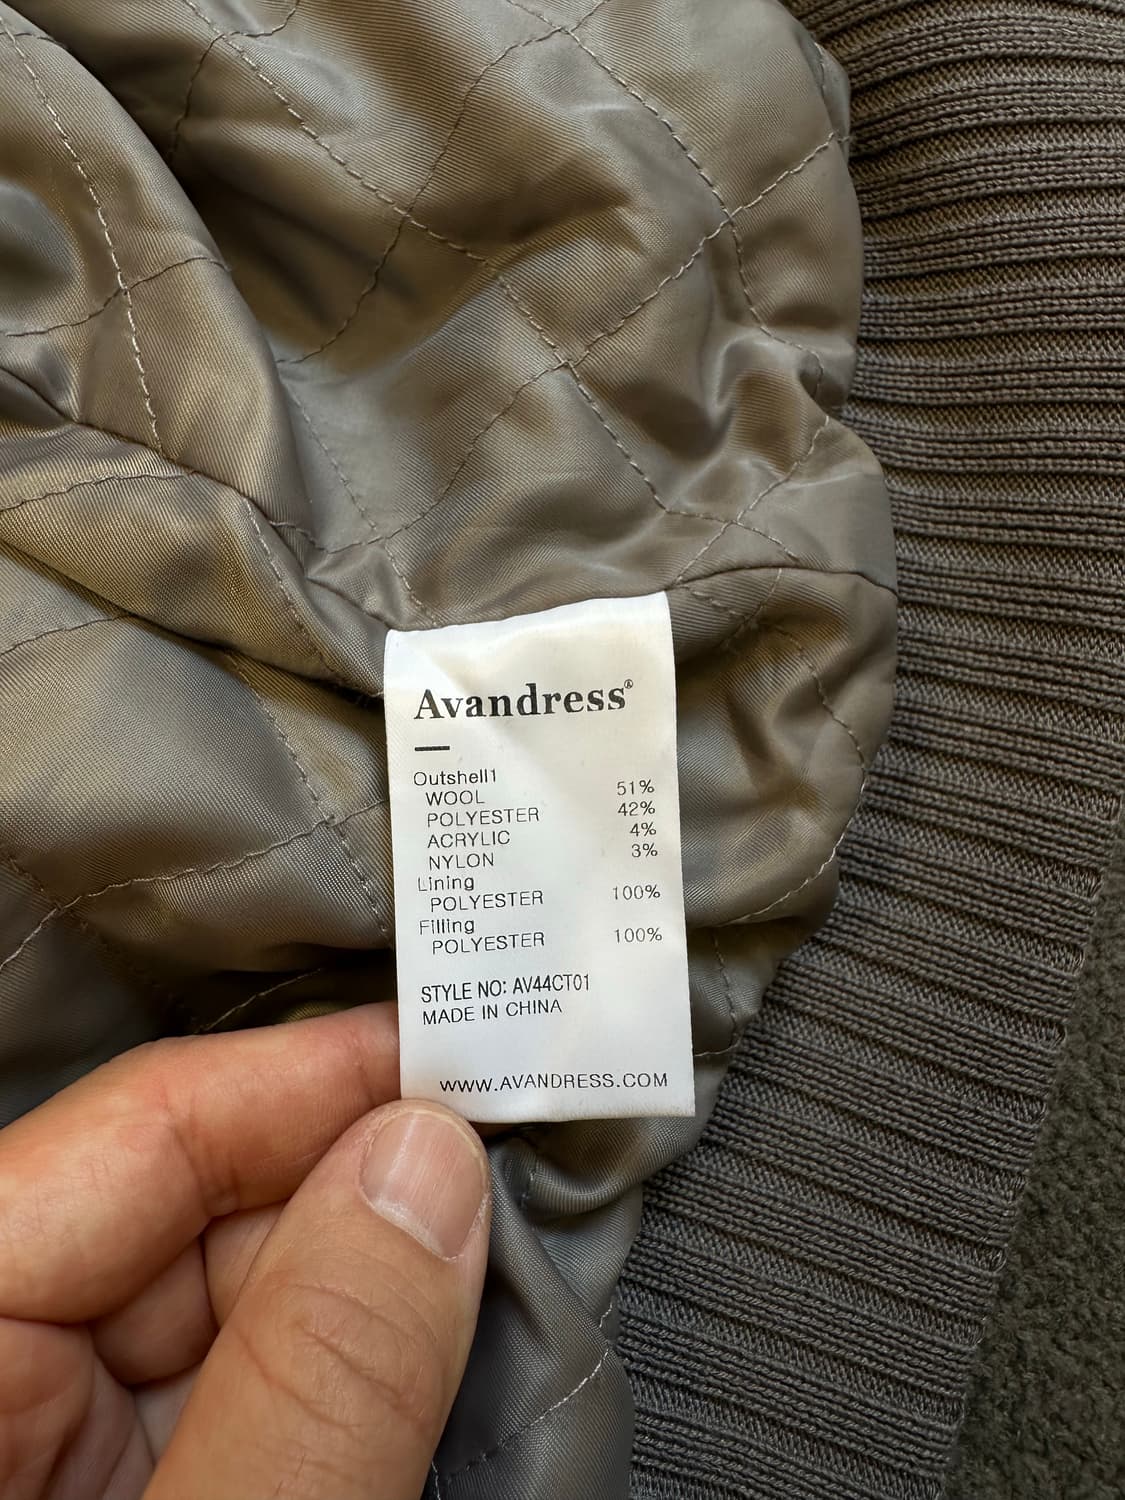 Avandress®
Outshell1
WOOL 51%
POLYESTER 42%
ACRYLIC 4%
NYLON 3%
Lining
POLYESTER 100%
Filling
POLYESTER 100%
STYLE NO: AV44CT01
MADE IN CHINA
WWW.AVANDRESS.COM